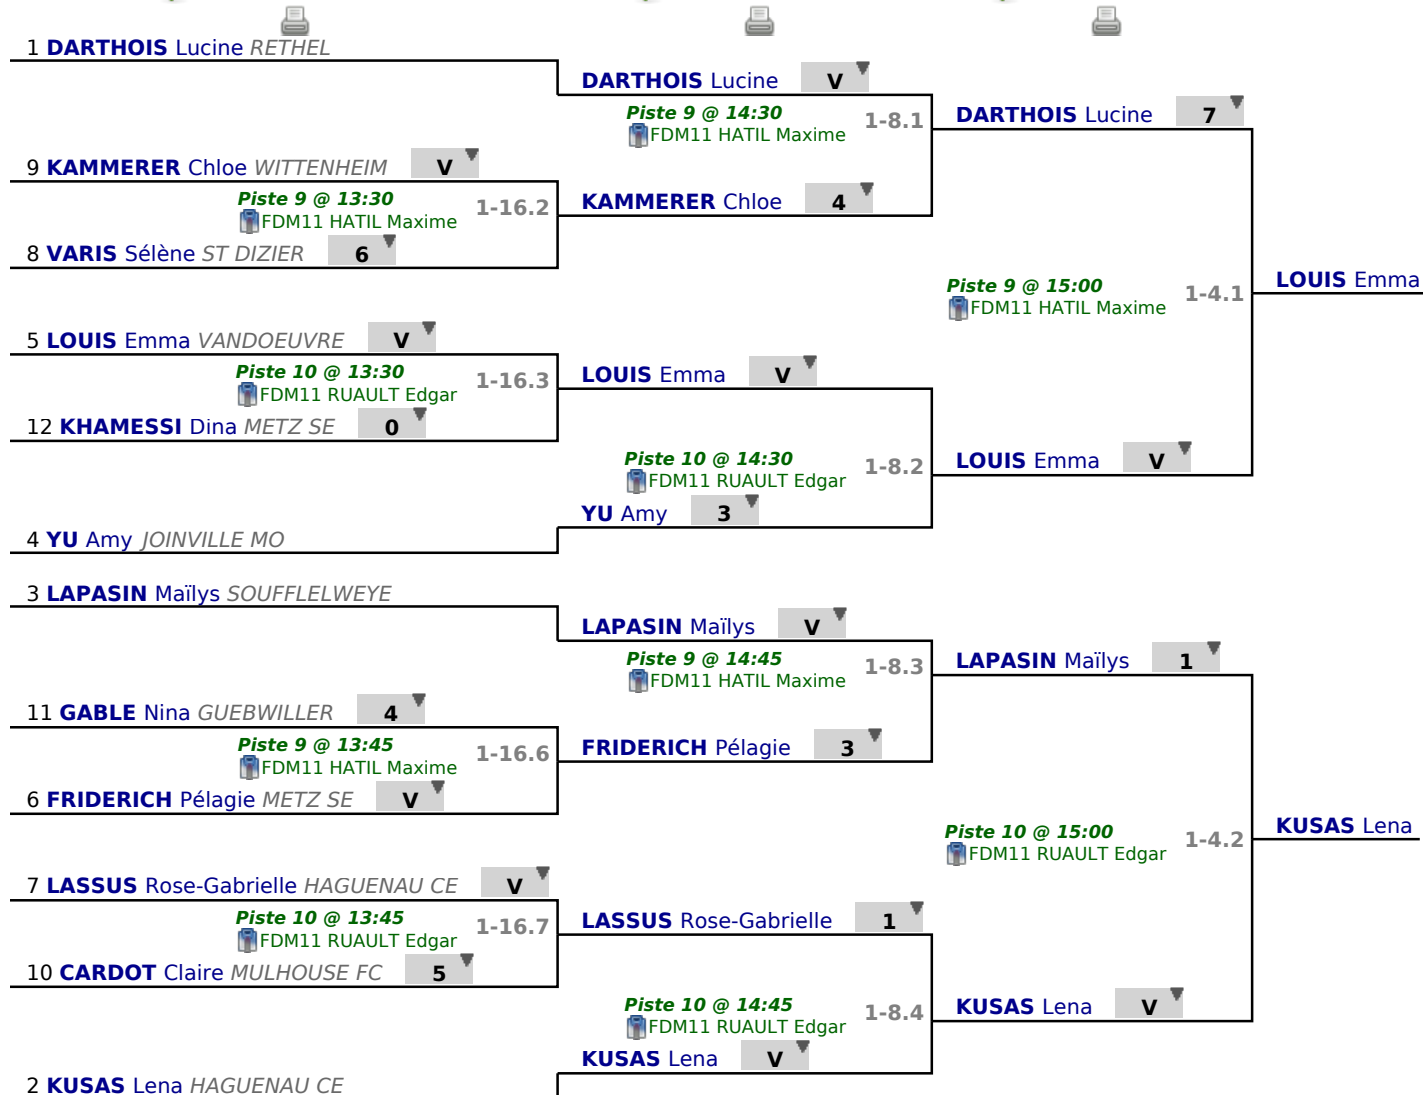 1 DARTHOIS Lucine RETHEL
9 KAMMERER Chloe WITTENHEIM V
Piste 9 @ 13:30
FDM11 HATIL Maxime
1-16.2
8 VARIS Sélène ST DIZIER 6
5 LOUIS Emma VANDOEUVRE V
Piste 10 @ 13:30
FDM11 RUAULT Edgar
1-16.3
12 KHAMESSI Dina METZ SE 0
4 YU Amy JOINVILLE MO
3 LAPASIN Maïlys SOUFFLELWEYE
11 GABLE Nina GUEBWILLER 4
Piste 9 @ 13:45
FDM11 HATIL Maxime
1-16.6
6 FRIDERICH Pélagie METZ SE V
7 LASSUS Rose-Gabrielle HAGUENAU CE V
Piste 10 @ 13:45
FDM11 RUAULT Edgar
1-16.7
10 CARDOT Claire MULHOUSE FC 5
2 KUSAS Lena HAGUENAU CE
DARTHOIS Lucine V
Piste 9 @ 14:30
FDM11 HATIL Maxime
1-8.1
KAMMERER Chloe 4
LOUIS Emma V
Piste 10 @ 14:30
FDM11 RUAULT Edgar
1-8.2
YU Amy 3
LAPASIN Maïlys V
Piste 9 @ 14:45
FDM11 HATIL Maxime
1-8.3
FRIDERICH Pélagie 3
LASSUS Rose-Gabrielle 1
Piste 10 @ 14:45
FDM11 RUAULT Edgar
1-8.4
KUSAS Lena V
DARTHOIS Lucine 7
Piste 9 @ 15:00
FDM11 HATIL Maxime
1-4.1
LOUIS Emma V
LAPASIN Maïlys 1
Piste 10 @ 15:00
FDM11 RUAULT Edgar
1-4.2
KUSAS Lena V
LOUIS Emma
KUSAS Lena